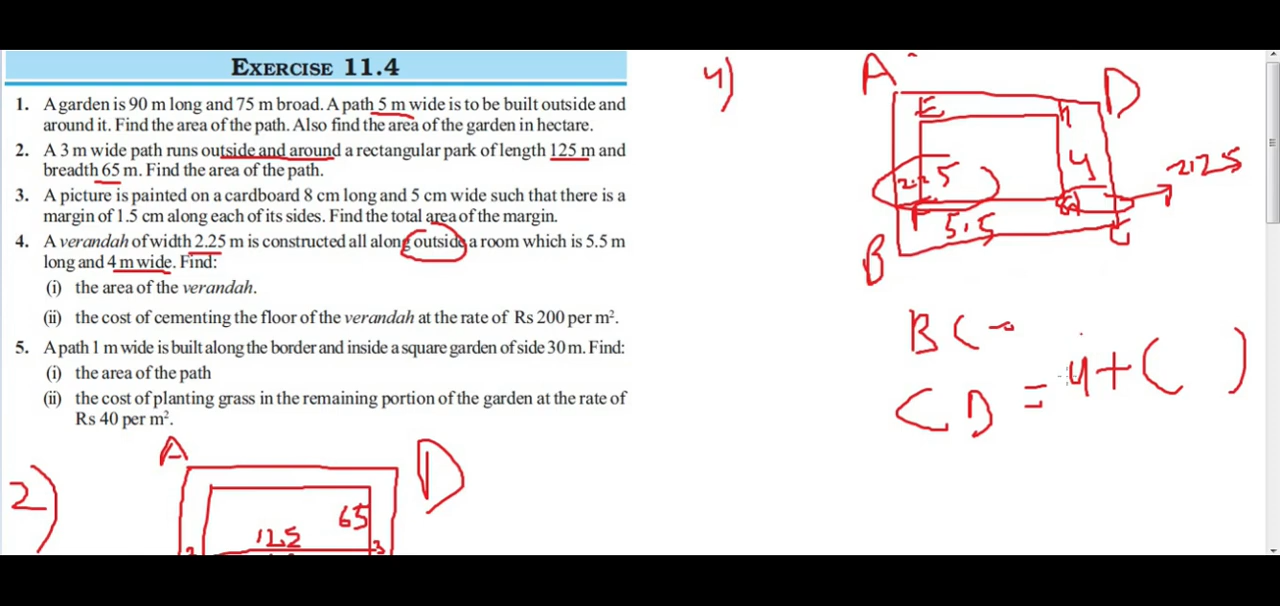 EXERCISE 11.4
1. A garden is 90 m long and 75 m broad. A path 5 m wide is to be built outside and
around it. Find the area of the path. Also find the area of the garden in hectare.
2. A 3 m wide path runs outside and around a rectangular park of length 125 m and
breadth 65 m. Find the area of the path.
3. A picture is painted on a cardboard 8 cm long and 5 cm wide such that there is a
margin of 1.5 cm along each of its sides. Find the total area of the margin.
4. A verandah of width 2.25 m is constructed all along outside a room which is 5.5 m
long and 4 m wide. Find:
(i) the area of the verandah.
(ii) the cost of cementing the floor of the verandah at the rate of Rs 200 per m².
5. A path 1 m wide is built along the border and inside a square garden of side 30 m. Find:
(i) the area of the path
(ii) the cost of planting grass in the remaining portion of the garden at the rate of
Rs 40 per m².
2)
A D
65
125
3
4)
A D
E
4
2.25
2.25
F
5.5
B C
BC =
CD = 4+( )